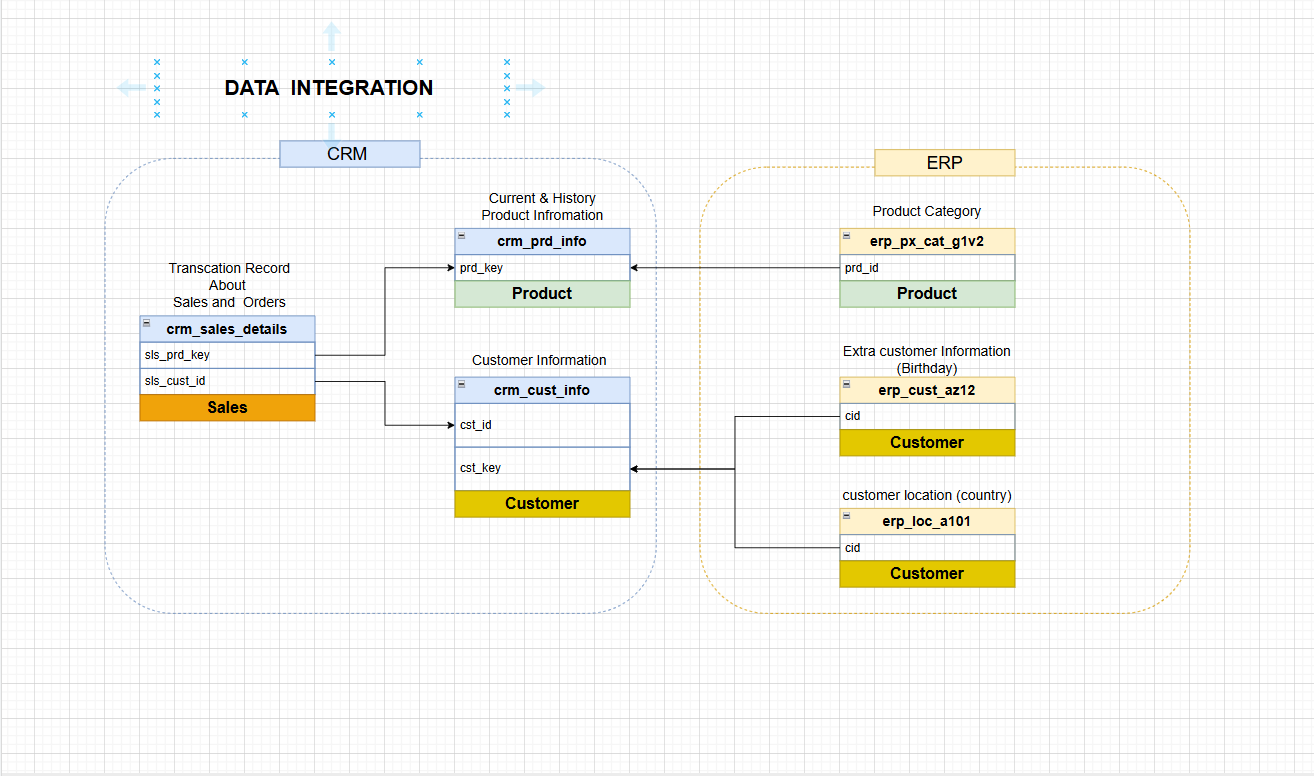 DATA  INTEGRATION
CRM
Current & History
Product Infromation
crm_prd_info
prd_key
Product
Transcation Record
About
Sales and  Orders
crm_sales_details
sls_prd_key
sls_cust_id
Sales
Customer Information
crm_cust_info
cst_id
cst_key
Customer
ERP
Product Category
erp_px_cat_g1v2
prd_id
Product
Extra customer Information
(Birthday)
erp_cust_az12
cid
Customer
customer location (country)
erp_loc_a101
cid
Customer